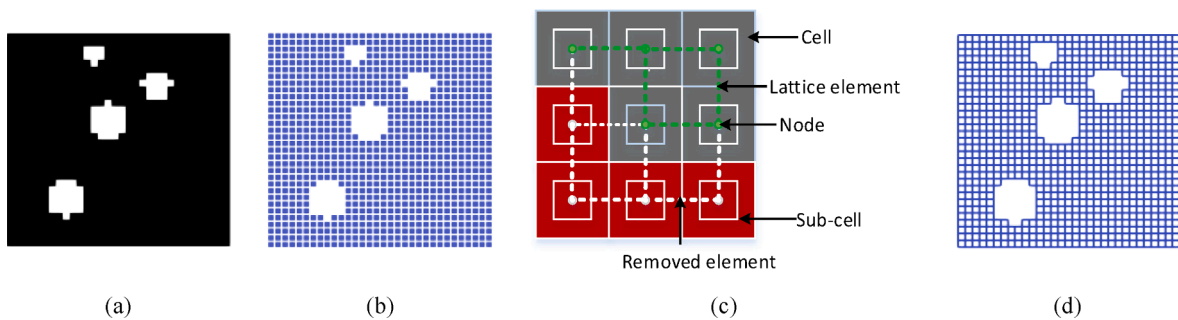 Cell
Lattice element
Node
Sub-cell
Removed element
(a)
(b)
(c)
(d)